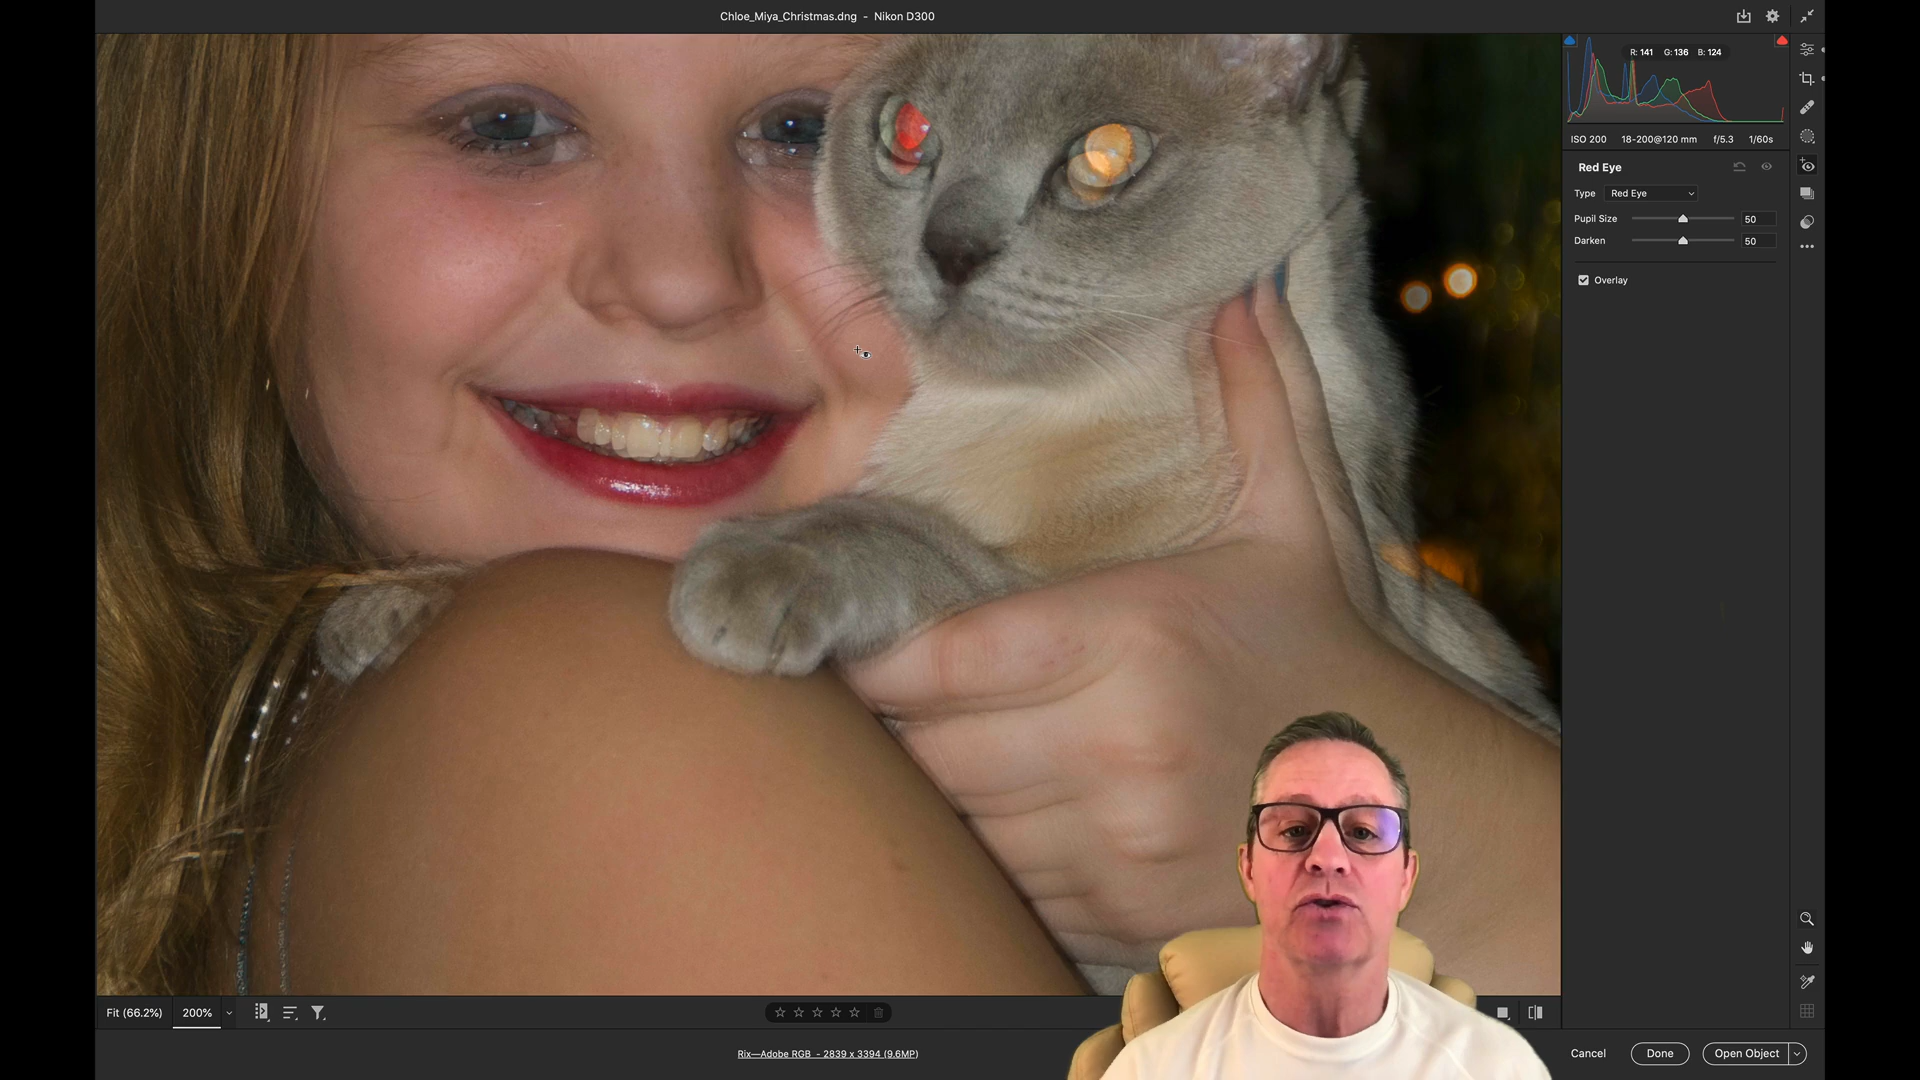 Chloe_Miya_Christmas.dng - Nikon D300
R: 141 G: 136 B: 124
ISO 200 18-200@120 mm f/5.3 1/60s
Red Eye
Type Red Eye
Pupil Size 50
Darken 50
Overlay
Fit (66.2%) 200%
Rix—Adobe RGB - 2839 x 3394 (9.6MP)
Cancel Done Open Object